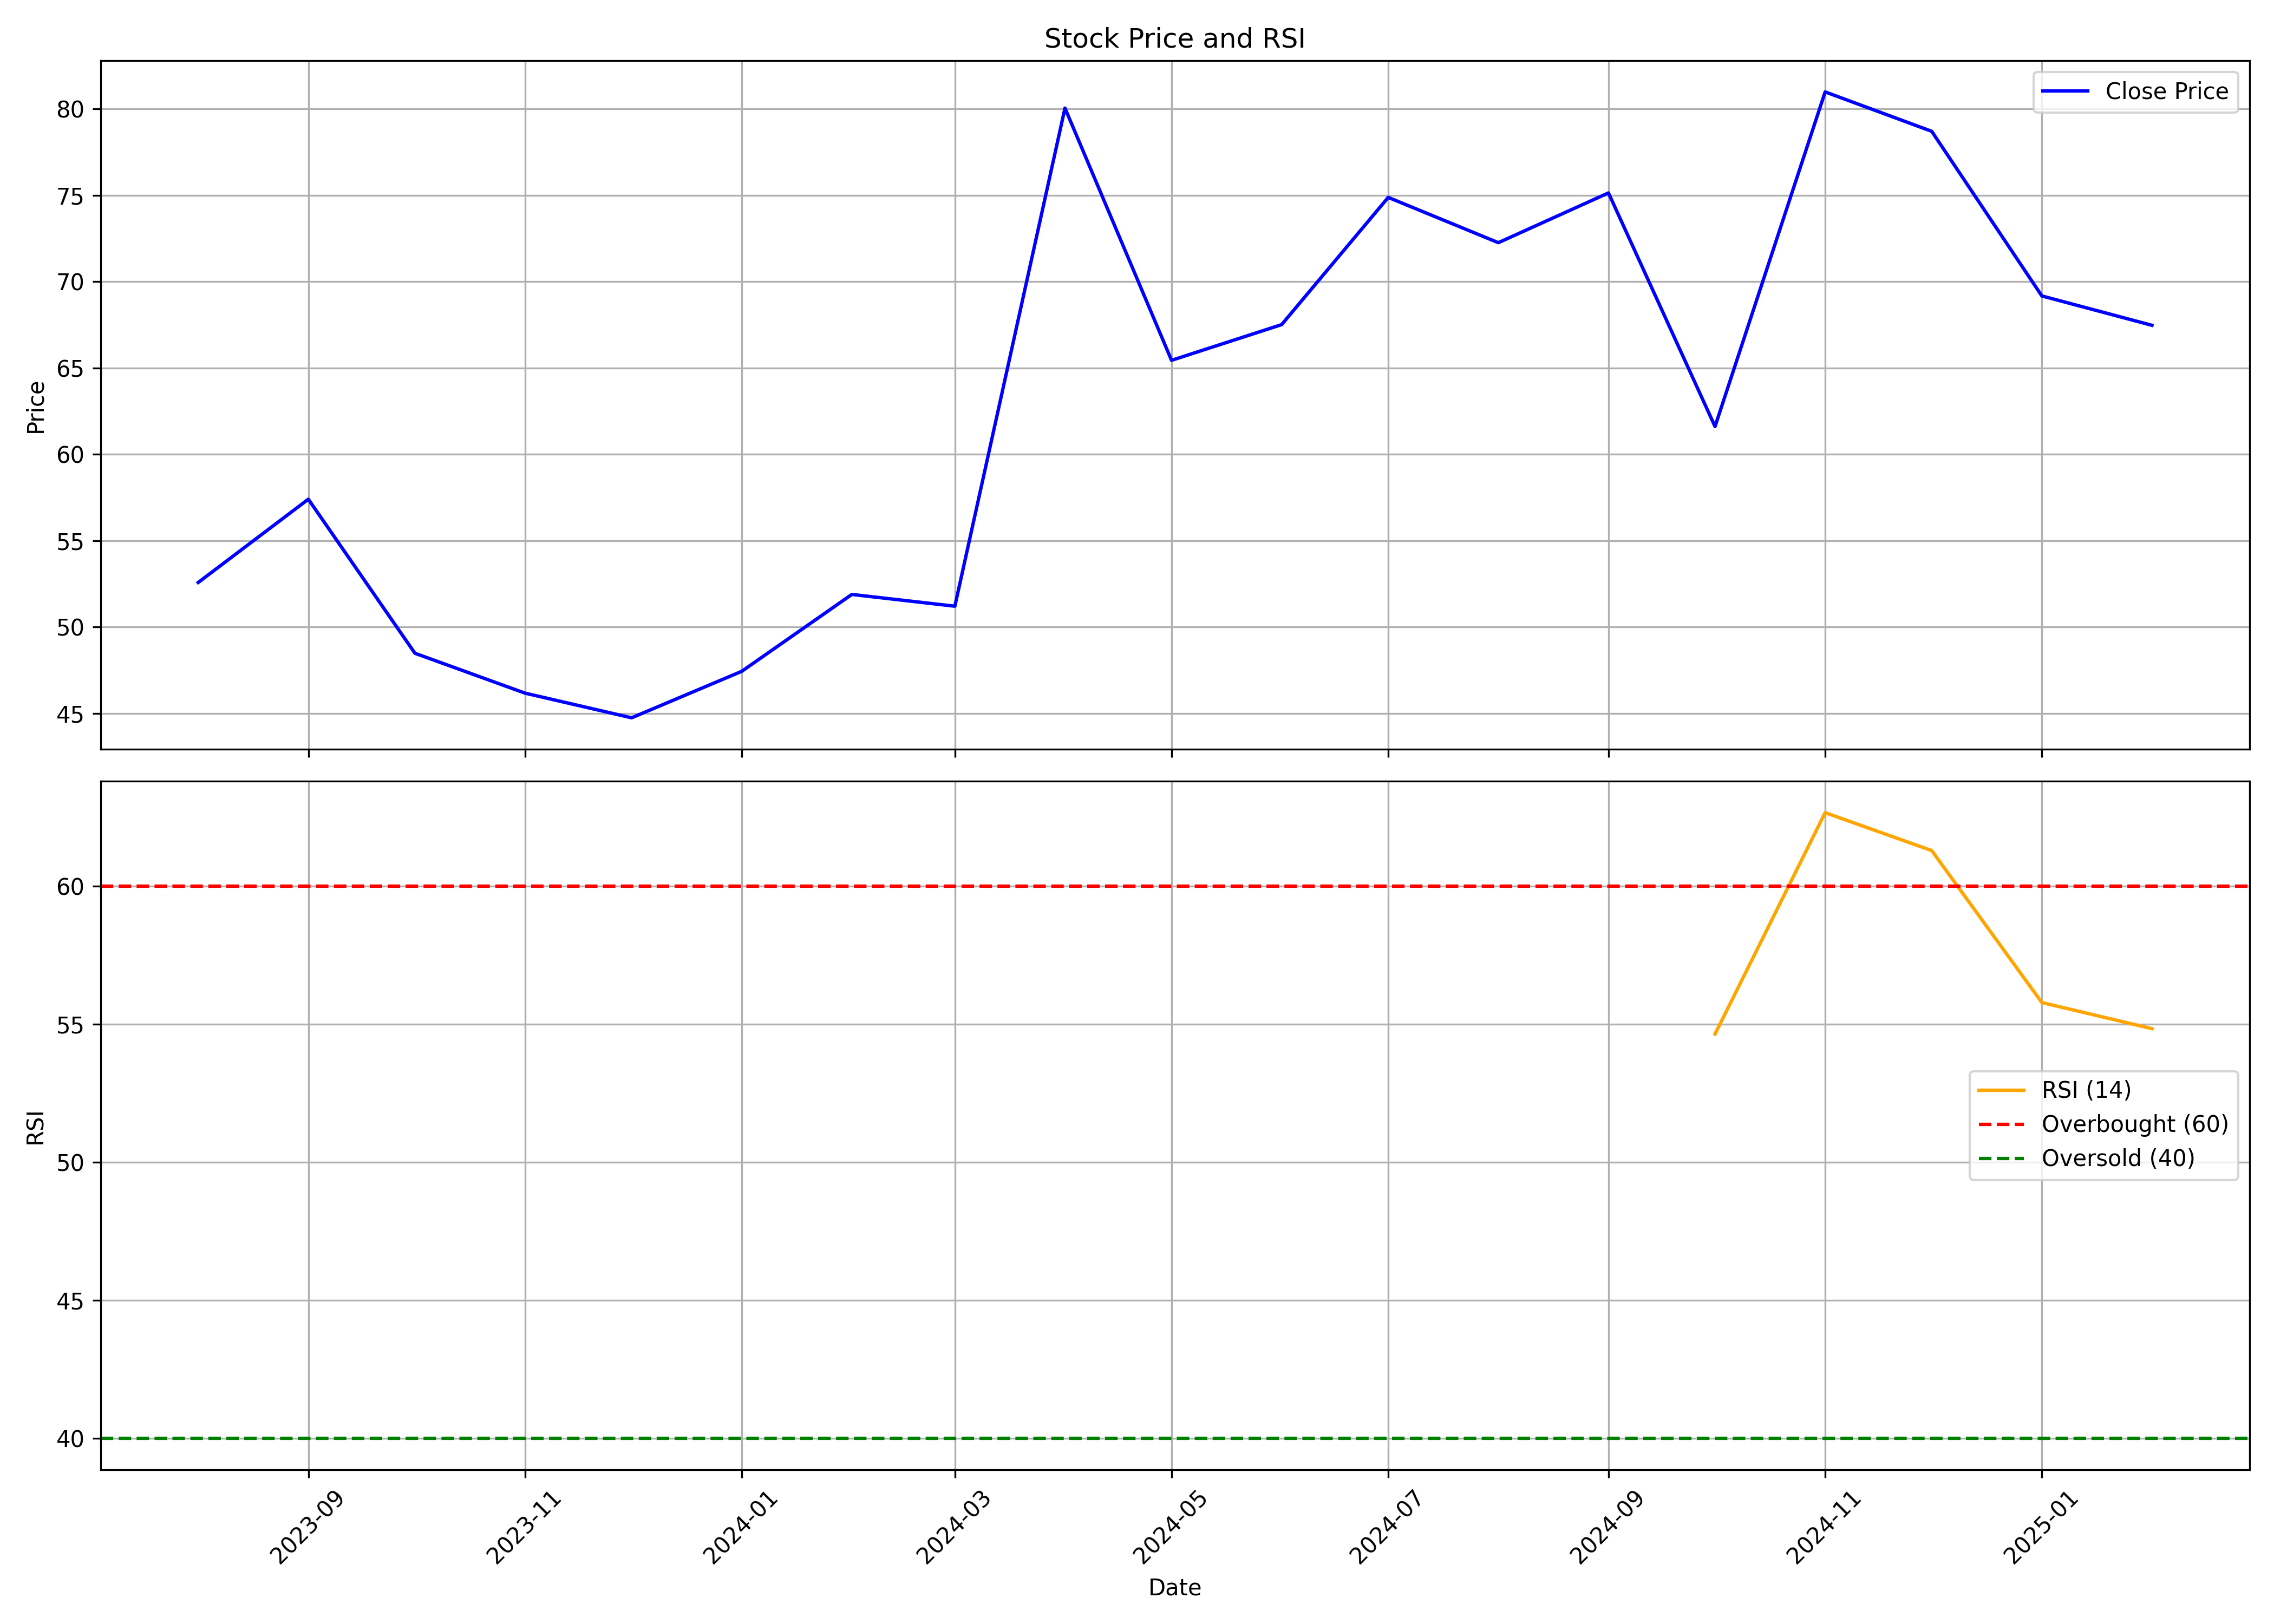 Stock Price and RSI
Close Price
80
75
70
65
60
55
50
45
Price
60
55
50
45
40
RSI
RSI (14)
Overbought (60)
Oversold (40)
2023-09
2023-11
2024-01
2024-03
2024-05
2024-07
2024-09
2024-11
2025-01
Date